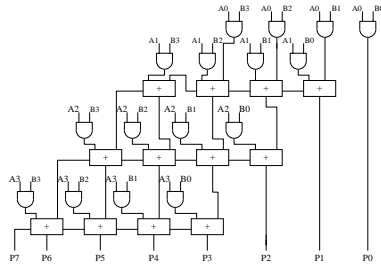 A0 B3 A0 B2 A0 B1 A0 B0
A1 B3 A1 B2 A1 B1 A1 B0
+ + + +
A2 B3 A2 B2 A2 B1 A2 B0
+ + + +
A3 B3 A3 B2 A3 B1 A3 B0
+ + + +
P7 P6 P5 P4 P3 P2 P1 P0